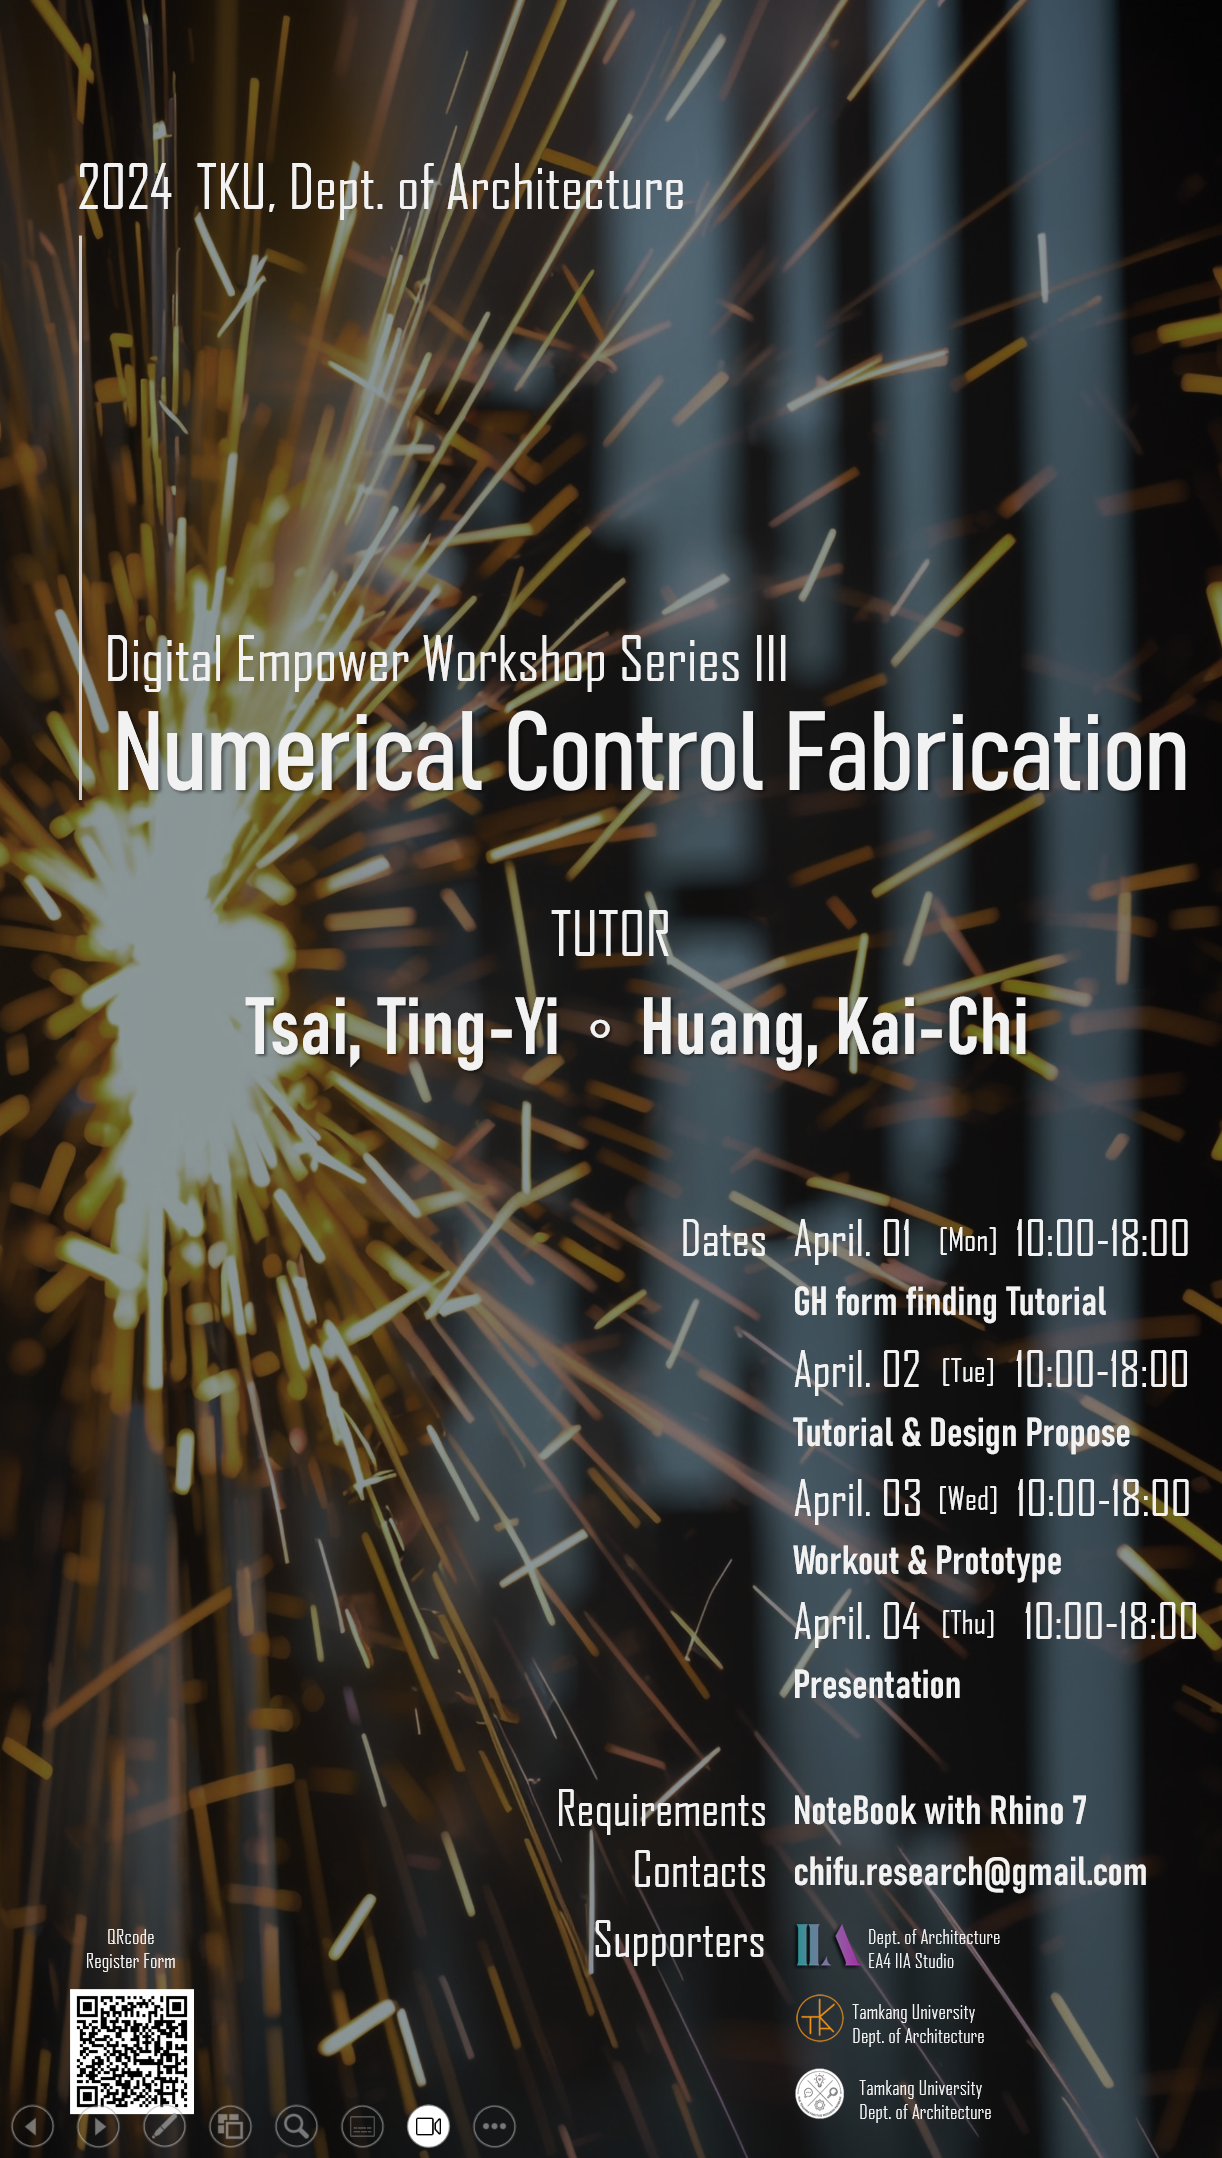 2024 TKU, Dept. of Architecture
Digital Empower Workshop Series III
Numerical Control Fabrication
TUTOR
Tsai, Ting-Yi ◦ Huang, Kai-Chi
Dates April. 01 [Mon] 10:00-18:00
GH form finding Tutorial
April. 02 [Tue] 10:00-18:00
Tutorial & Design Propose
April. 03 [Wed] 10:00-18:00
Workout & Prototype
April. 04 [Thu] 10:00-18:00
Presentation
Requirements NoteBook with Rhino 7
Contacts chifu.research@gmail.com
Supporters
IIA
Dept. of Architecture
EA4 IIA Studio
TK
Tamkang University
Dept. of Architecture
Tamkang University
Dept. of Architecture
QRcode
Register Form